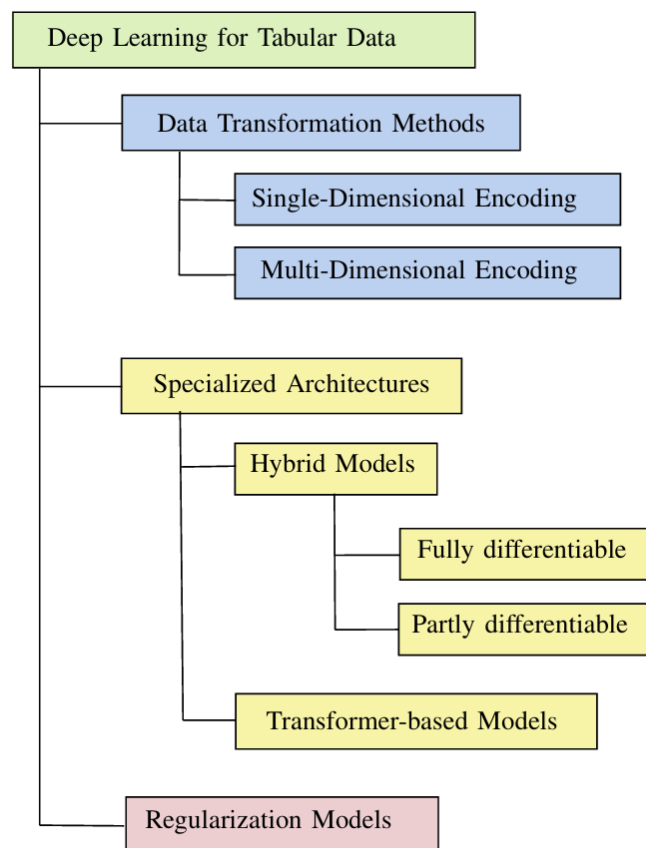 Deep Learning for Tabular Data
Data Transformation Methods
Single-Dimensional Encoding
Multi-Dimensional Encoding
Specialized Architectures
Hybrid Models
Fully differentiable
Partly differentiable
Transformer-based Models
Regularization Models